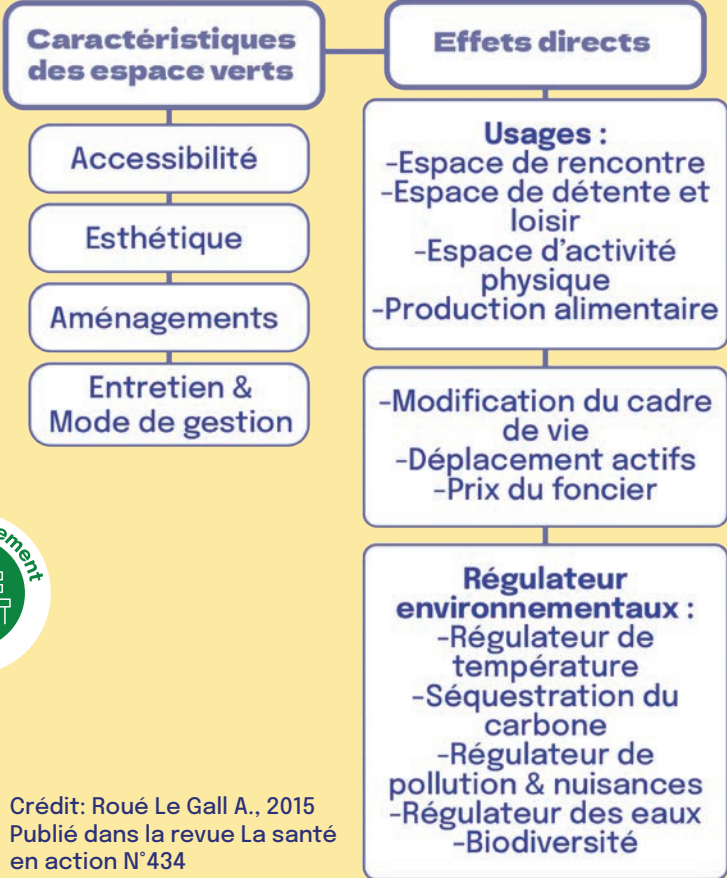 Caractéristiques
des espace verts
Accessibilité
Esthétique
Aménagements
Entretien &
Mode de gestion
Effets directs
Usages :
-Espace de rencontre
-Espace de détente et
loisir
-Espace d'activité
physique
-Production alimentaire
-Modification du cadre
de vie
-Déplacement actifs
-Prix du foncier
Régulateur
environnementaux :
-Régulateur de
température
-Séquestration du
carbone
-Régulateur de
pollution & nuisances
-Régulateur des eaux
-Biodiversité
Crédit: Roué Le Gall A., 2015
Publié dans la revue La santé
en action N°434